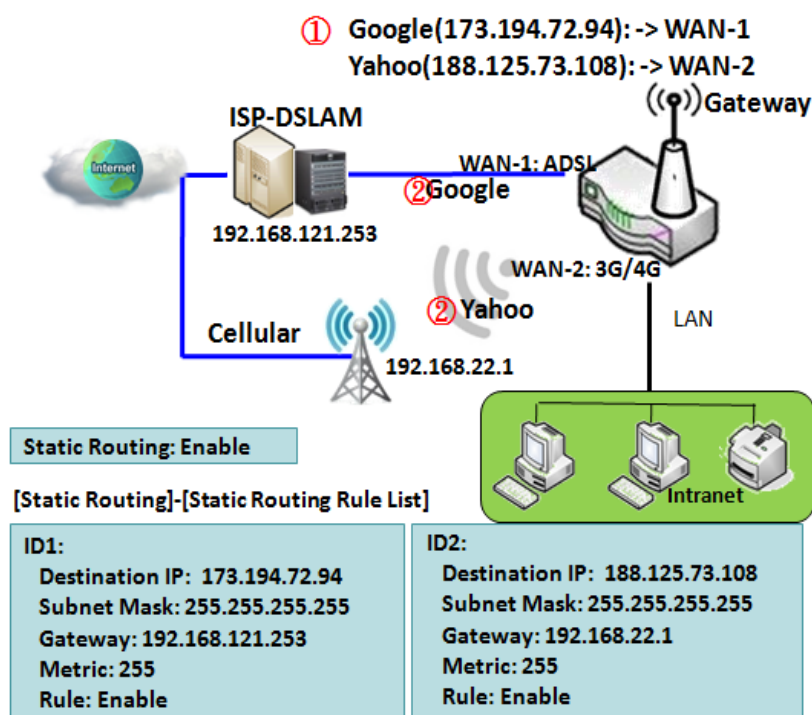 ① Google(173.194.72.94): -> WAN-1
Yahoo(188.125.73.108): -> WAN-2
Gateway
ISP-DSLAM
Internet
WAN-1: ADSL
②Google
192.168.121.253
WAN-2: 3G/4G
② Yahoo
LAN
Cellular
192.168.22.1
Static Routing: Enable
Intranet
[Static Routing]-[Static Routing Rule List]
ID1:
Destination IP: 173.194.72.94
Subnet Mask: 255.255.255.255
Gateway: 192.168.121.253
Metric: 255
Rule: Enable
ID2:
Destination IP: 188.125.73.108
Subnet Mask: 255.255.255.255
Gateway: 192.168.22.1
Metric: 255
Rule: Enable